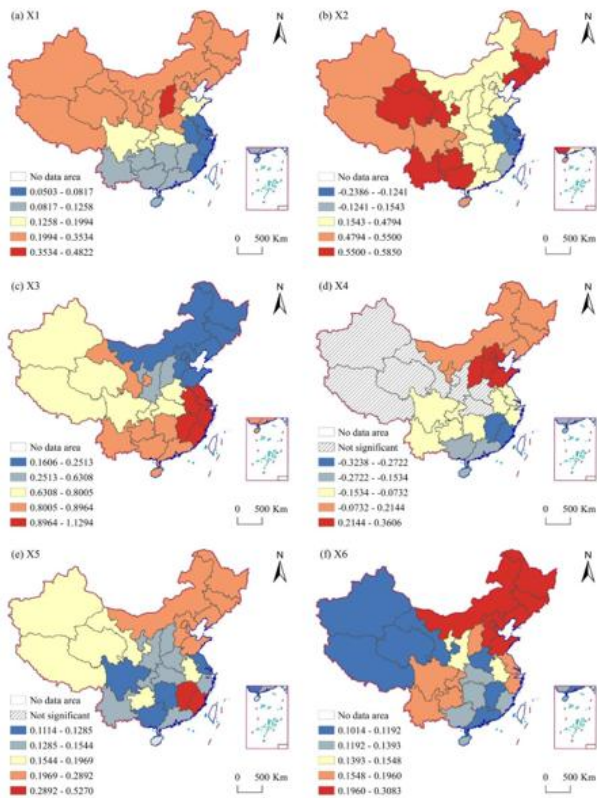 (a) X1
N
No data area
0.0503 - 0.0817
0.0817 - 0.1258
0.1258 - 0.1994
0.1994 - 0.3534
0.3534 - 0.4822
0 500 Km
(b) X2
N
No data area
-0.2386 - -0.1241
-0.1241 - 0.1543
0.1543 - 0.4794
0.4794 - 0.5500
0.5500 - 0.5850
0 500 Km
(c) X3
N
No data area
0.1606 - 0.2513
0.2513 - 0.6308
0.6308 - 0.8005
0.8005 - 0.8964
0.8964 - 1.1294
0 500 Km
(d) X4
N
No data area
Not significant
-0.3238 - -0.2722
-0.2722 - -0.1534
-0.1534 - -0.0732
-0.0732 - 0.2144
0.2144 - 0.3606
0 500 Km
(e) X5
N
No data area
Not significant
0.1114 - 0.1285
0.1285 - 0.1544
0.1544 - 0.1969
0.1969 - 0.2892
0.2892 - 0.5270
0 500 Km
(f) X6
N
No data area
0.1014 - 0.1192
0.1192 - 0.1393
0.1393 - 0.1548
0.1548 - 0.1960
0.1960 - 0.3083
0 500 Km